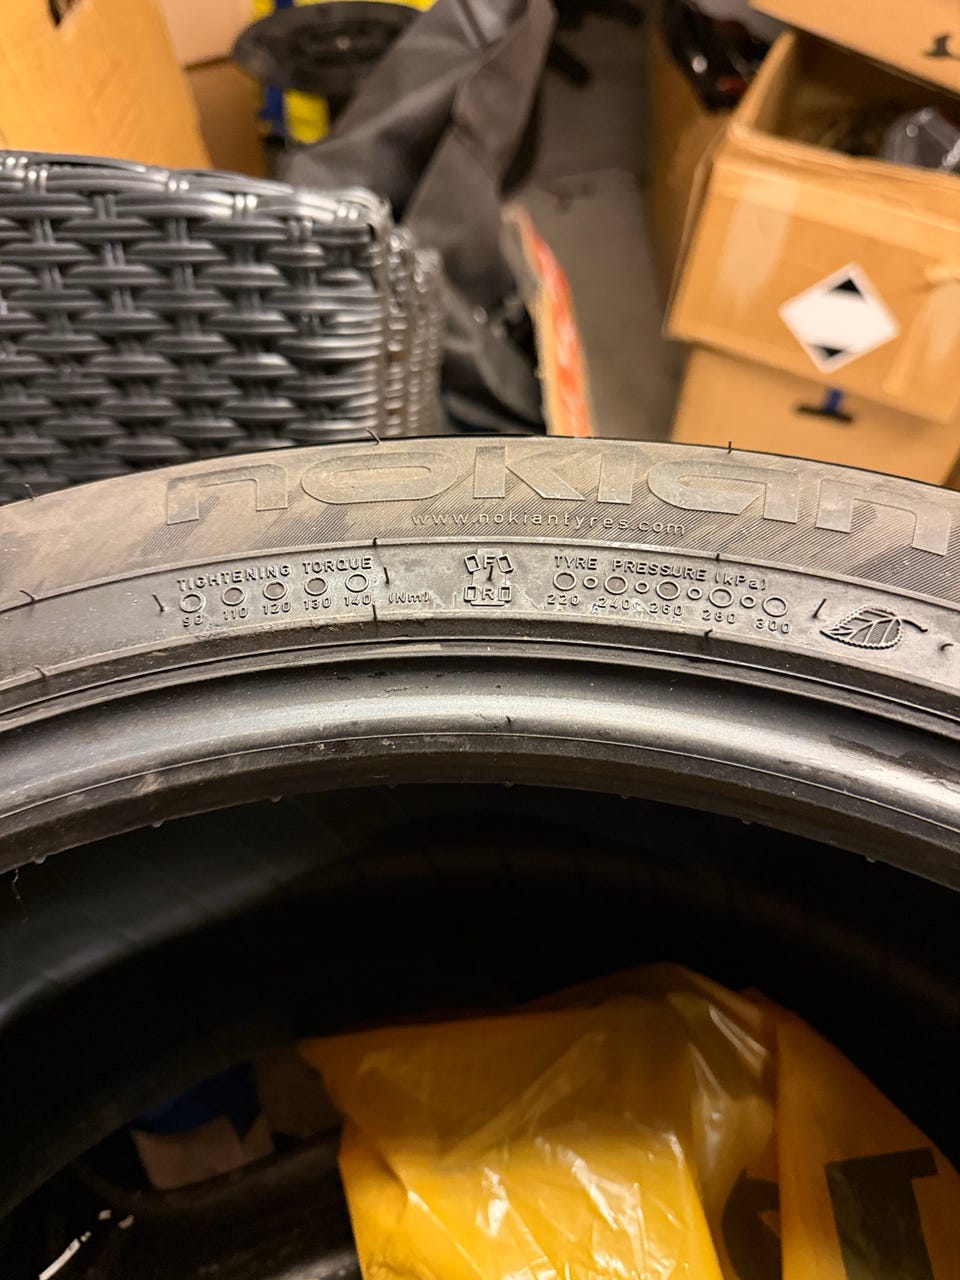 nokian
www.nokiantyres.com
TIGHTENING TORQUE
90 110 120 130 140 (Nm)
F
R
TYRE PRESSURE (kPa)
220 240 260 280 300